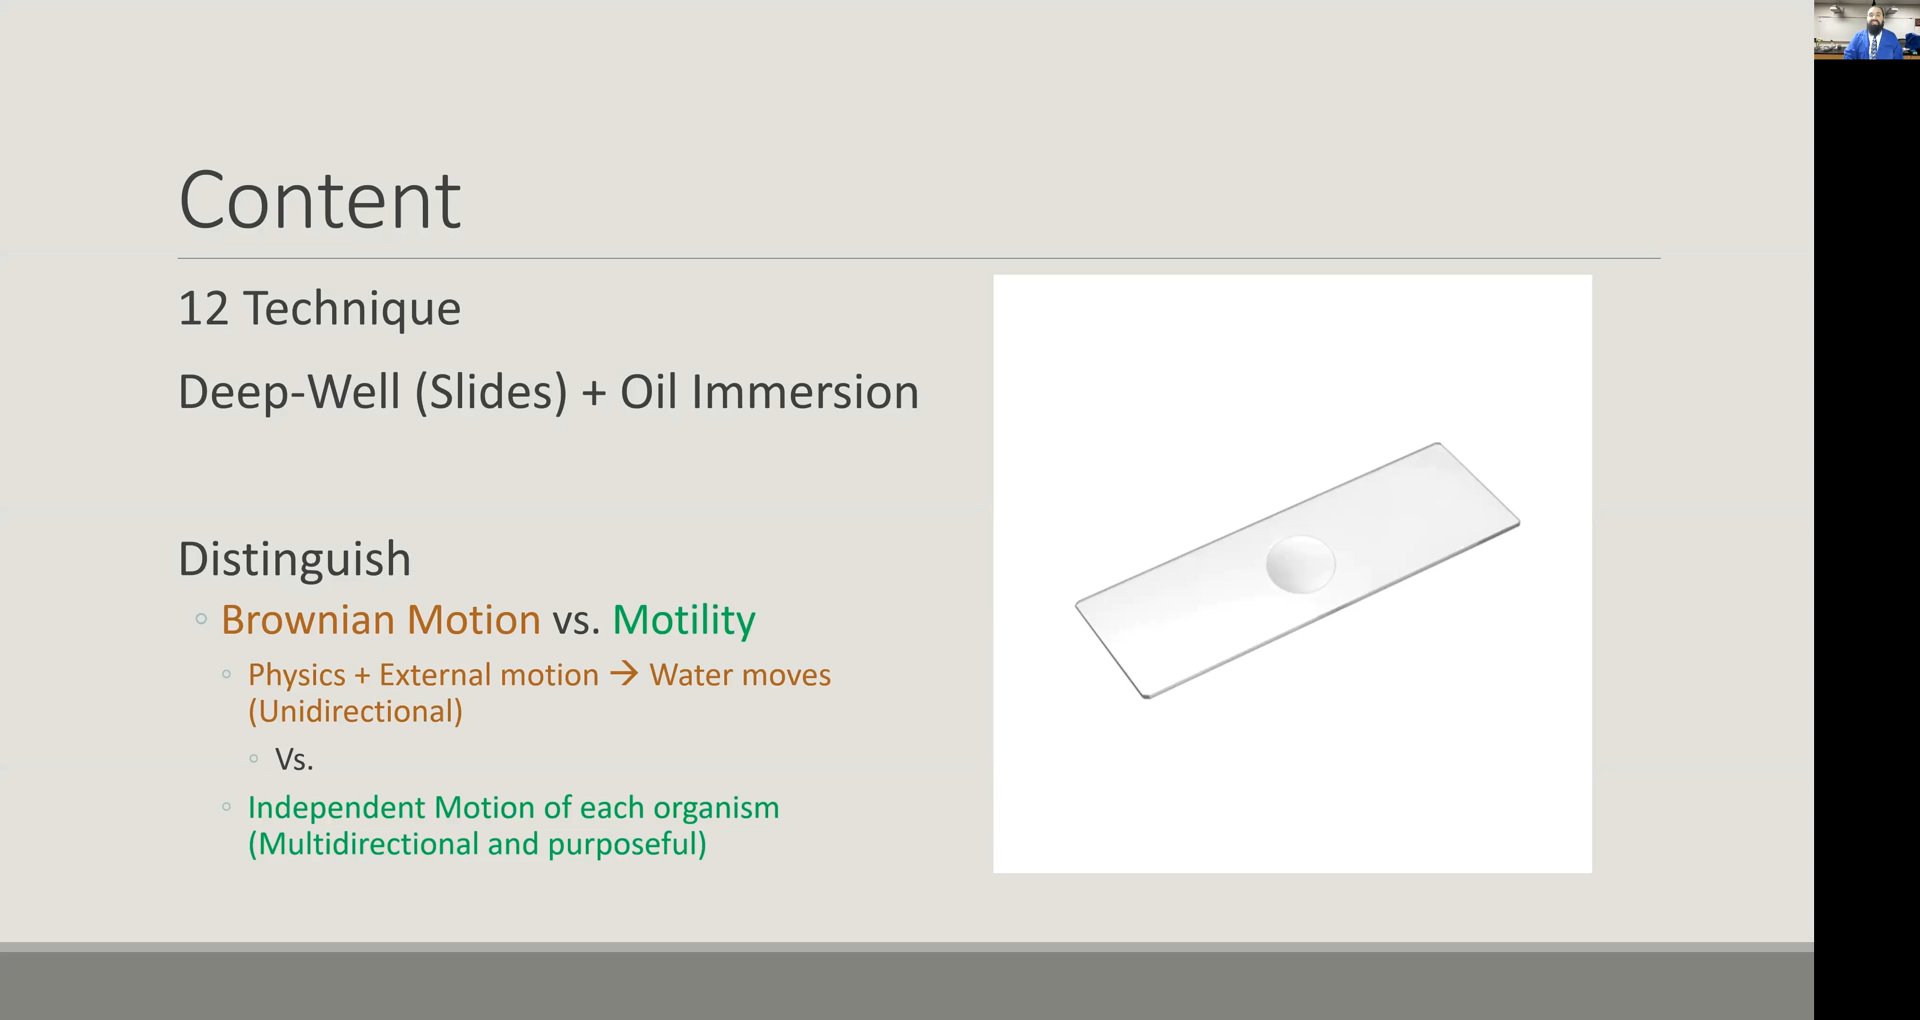 Content
12 Technique
Deep-Well (Slides) + Oil Immersion
Distinguish
Brownian Motion vs. Motility
Physics + External motion → Water moves
(Unidirectional)
Vs.
Independent Motion of each organism
(Multidirectional and purposeful)